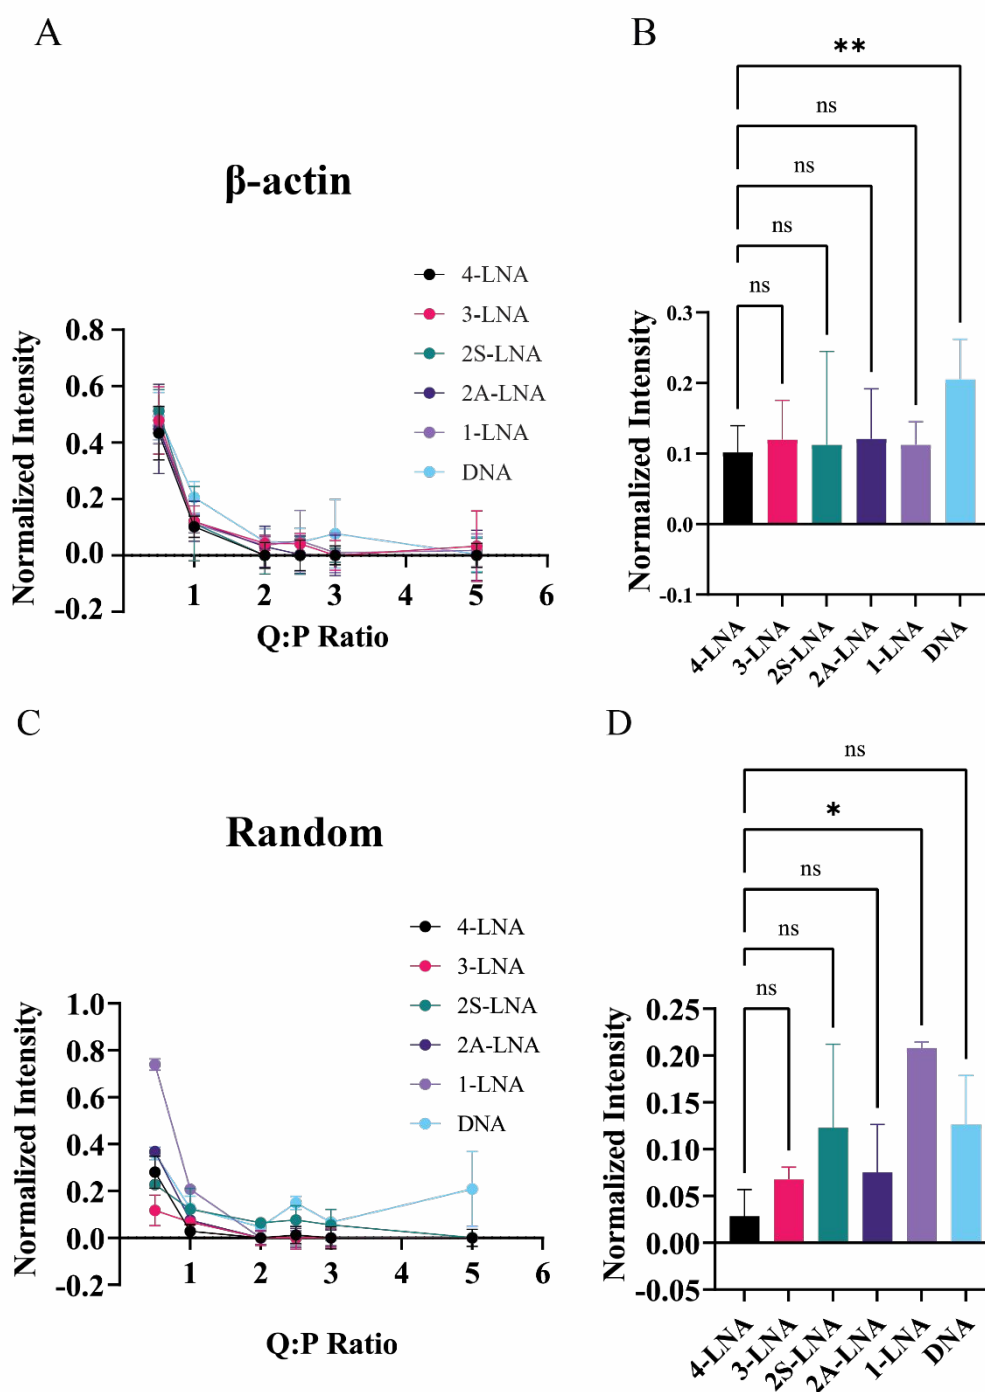 A
β-actin
4-LNA
3-LNA
2S-LNA
2A-LNA
1-LNA
DNA
Normalized Intensity
0.8
0.6
0.4
0.2
0.0
-0.2
1 2 3 4 5 6
Q:P Ratio
B
**
ns
ns
ns
ns
Normalized Intensity
0.3
0.2
0.1
0.0
-0.1
4-LNA 3-LNA 2S-LNA 2A-LNA 1-LNA DNA
C
Random
4-LNA
3-LNA
2S-LNA
2A-LNA
1-LNA
DNA
Normalized Intensity
1.0
0.8
0.6
0.4
0.2
0.0
-0.2
1 2 3 4 5 6
Q:P Ratio
D
ns
*
ns
ns
ns
Normalized Intensity
0.25
0.20
0.15
0.10
0.05
0.00
-0.05
4-LNA 3-LNA 2S-LNA 2A-LNA 1-LNA DNA